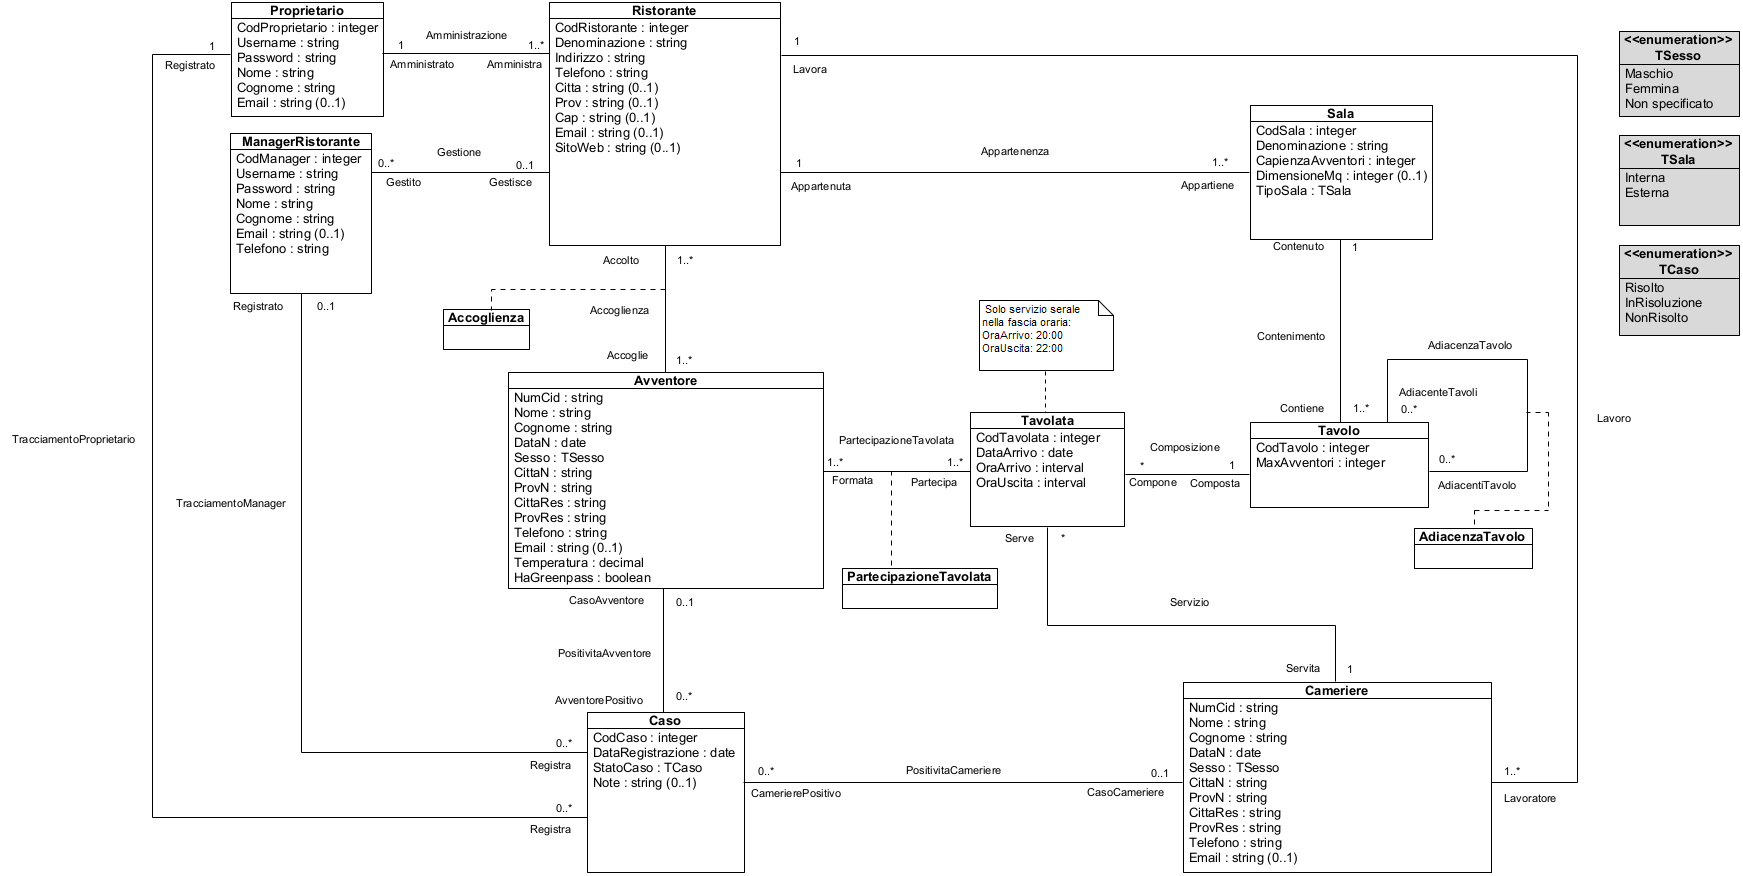 Proprietario
CodProprietario : integer
Username : string
Password : string
Nome : string
Cognome : string
Email : string (0..1)
1
Registrato
Amministrazione
1
1..*
Amministrato
Amministra
Ristorante
CodRistorante : integer
Denominazione : string
Indirizzo : string
Telefono : string
Citta : string (0..1)
Prov : string (0..1)
Cap : string (0..1)
Email : string (0..1)
SitoWeb : string (0..1)
1
Lavora
<<enumeration>>
TSesso
Maschio
Femmina
Non specificato
ManagerRistorante
CodManager : integer
Username : string
Password : string
Nome : string
Cognome : string
Email : string (0..1)
Telefono : string
Gestione
0..*
0..1
Gestito
Gestisce
Appartenenza
1
1..*
Appartenuta
Appartiene
Sala
CodSala : integer
Denominazione : string
CapienzaAvventori : integer
DimensioneMq : integer (0..1)
TipoSala : TSala
<<enumeration>>
TSala
Interna
Esterna
<<enumeration>>
TCaso
Risolto
InRisoluzione
NonRisolto
Registrato
0..1
Accolto
1..*
Accoglienza
Accoglienza
Accoglie
1..*
Contenuto
1
Contenimento
Contiene
1..*
Solo servizio serale
nella fascia oraria:
OraArrivo: 20:00
OraUscita: 22:00
AdiacenzaTavolo
AdiacenteTavoli
0..*
0..*
AdiacentiTavolo
AdiacenzaTavolo
Avventore
NumCid : string
Nome : string
Cognome : string
DataN : date
Sesso : TSesso
CittaN : string
ProvN : string
CittaRes : string
ProvRes : string
Telefono : string
Email : string (0..1)
Temperatura : decimal
HaGreenpass : boolean
PartecipazioneTavolata
1..*
1..*
Formata
Partecipa
PartecipazioneTavolata
Tavolata
CodTavolata : integer
DataArrivo : date
OraArrivo : interval
OraUscita : interval
Composizione
*
1
Compone
Composta
Tavolo
CodTavolo : integer
MaxAvventori : integer
Lavoro
TracciamentoProprietario
TracciamentoManager
Serve
*
Servizio
Servita
1
CasoAvventore
0..1
PositivitaAvventore
AvventorePositivo
0..*
Caso
CodCaso : integer
DataRegistrazione : date
StatoCaso : TCaso
Note : string (0..1)
0..*
Registra
0..*
Registra
0..*
PositivitaCameriere
0..1
CamerierePositivo
CasoCameriere
Cameriere
NumCid : string
Nome : string
Cognome : string
DataN : date
Sesso : TSesso
CittaN : string
ProvN : string
CittaRes : string
ProvRes : string
Telefono : string
Email : string (0..1)
1..*
Lavoratore